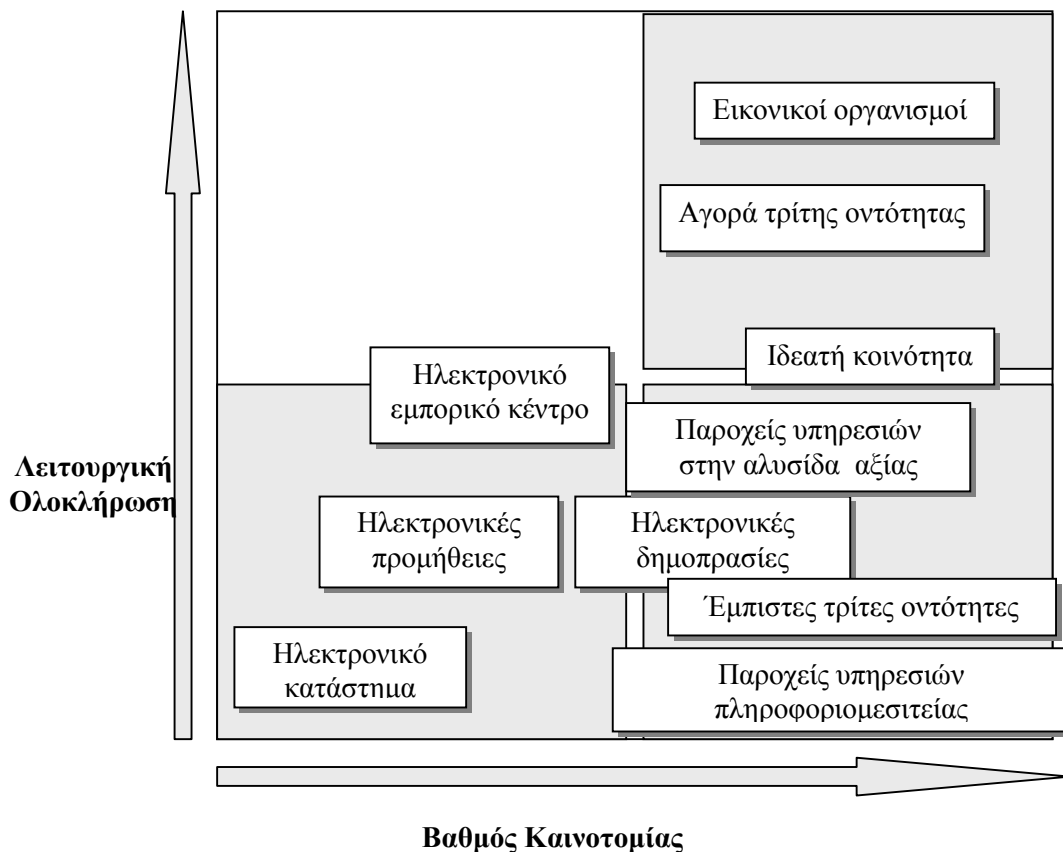 Εικονικοί οργανισμοί
Αγορά τρίτης οντότητας
Ιδεατή κοινότητα
Ηλεκτρονικό
εμπορικό κέντρο
Παροχείς υπηρεσιών
στην αλυσίδα αξίας
Λειτουργική
Ολοκλήρωση
Ηλεκτρονικές
προμήθειες
Ηλεκτρονικές
δημοπρασίες
Έμπιστες τρίτες οντότητες
Ηλεκτρονικό
κατάστημα
Παροχείς υπηρεσιών
πληροφοριομεσιτείας
Βαθμός Καινοτομίας